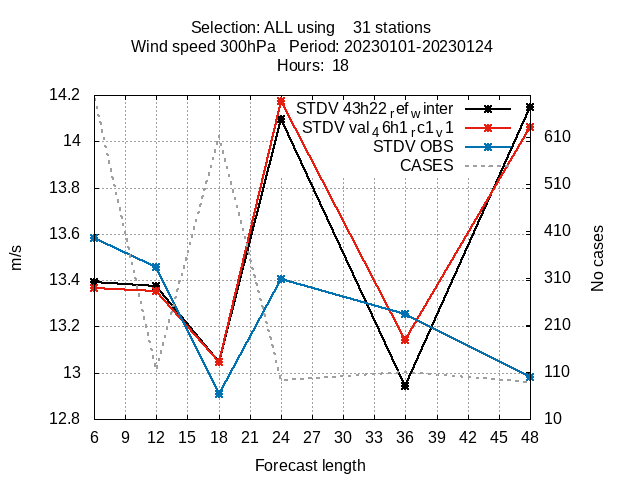 Selection: ALL using    31 stations
Wind speed 300hPa   Period: 20230101-20230124
Hours:  18
14.2
14
13.8
13.6
13.4
13.2
13
12.8
m/s
STDV 43h22_ref_winter
STDV val_46h1_rc1_v1
STDV OBS
CASES
610
510
410
310
210
110
10
No cases
6 9 12 15 18 21 24 27 30 33 36 39 42 45 48
Forecast length